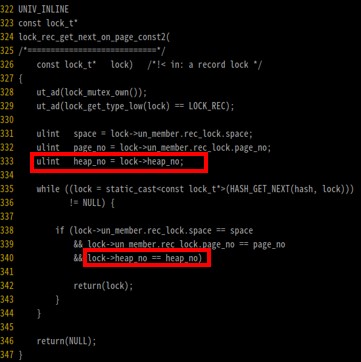 322 UNIV_INLINE
323 const lock_t*
324 lock_rec_get_next_on_page_const2(
325 /*============================*/
326     const lock_t*   lock)   /*!< in: a record lock */
327 {
328     ut_ad(lock_mutex_own());
329     ut_ad(lock_get_type_low(lock) == LOCK_REC);
330
331     ulint   space = lock->un_member.rec_lock.space;
332     ulint   page_no = lock->un_member.rec_lock.page_no;
333     ulint   heap_no = lock->heap_no;
334
335     while ((lock = static_cast<const lock_t*>(HASH_GET_NEXT(hash, lock)))
336            != NULL) {
337
338         if (lock->un_member.rec_lock.space == space
339             && lock->un_member.rec_lock.page_no == page_no
340             && lock->heap_no == heap_no)
341
342             return(lock);
343         }
344     }
345
346     return(NULL);
347 }